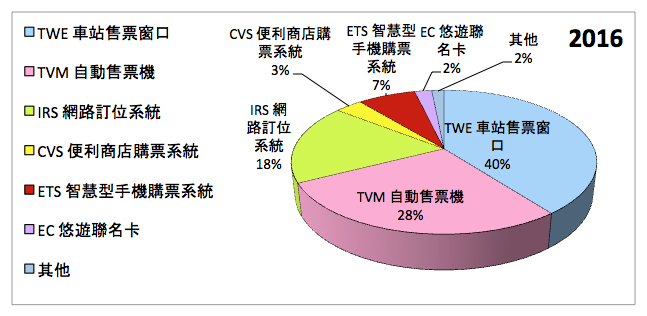 TWE 車站售票窗口
TVM 自動售票機
IRS 網路訂位系統
CVS 便利商店購票系統
ETS 智慧型手機購票系統
EC 悠遊聯名卡
其他
2016
CVS 便利商店購
票系統
3%
ETS 智慧型
手機購票
系統
7%
EC 悠遊聯
名卡
2%
其他
2%
IRS 網
路訂位
系統
18%
TWE 車站售票窗
口
40%
TVM 自動售票機
28%